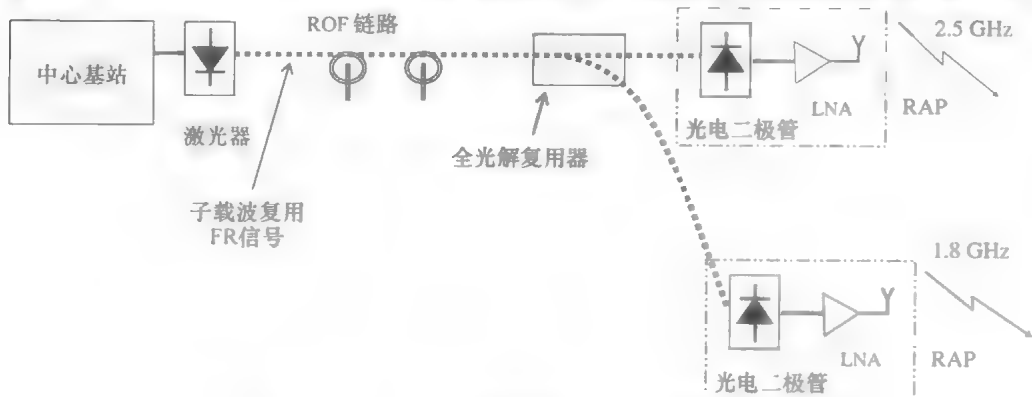 ROF 链路
2.5 GHz
中心基站
LNA
RAP
激光器
光电二极管
全光解复用器
子载波复用
FR信号
1.8 GHz
LNA
RAP
光电二极管